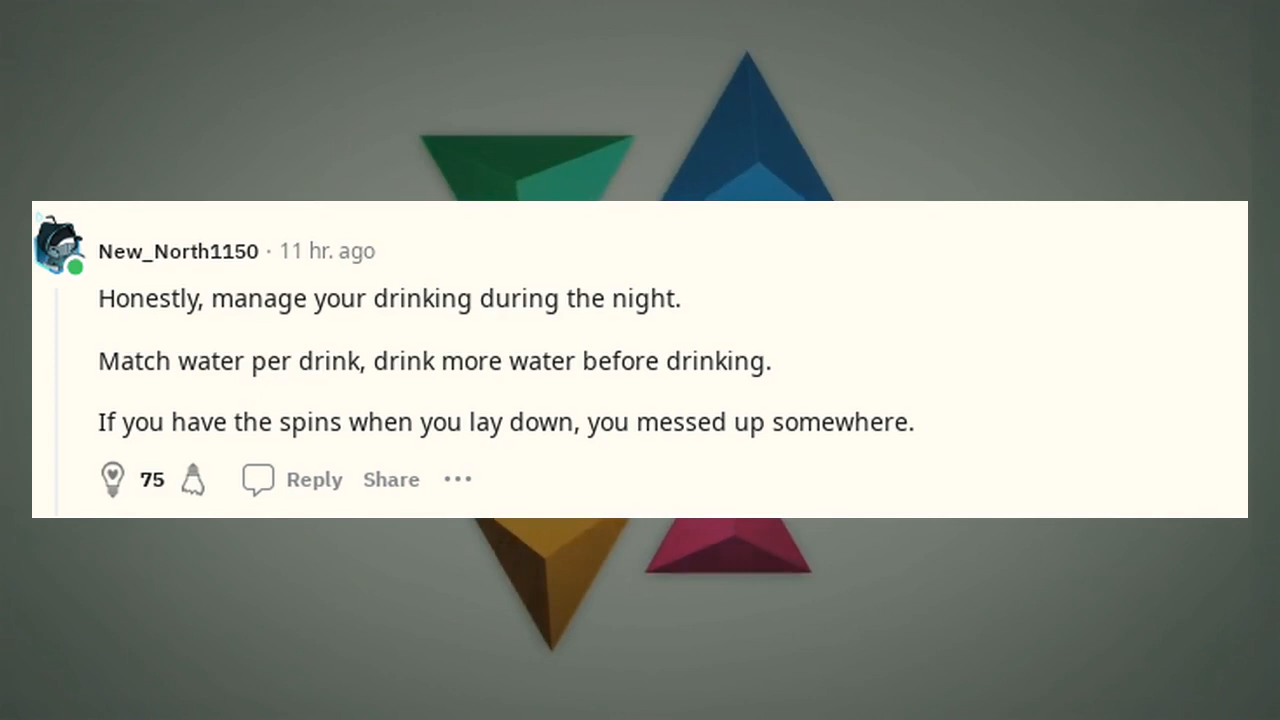 New_North1150 · 11 hr. ago
Honestly, manage your drinking during the night.
Match water per drink, drink more water before drinking.
If you have the spins when you lay down, you messed up somewhere.
75 Reply Share ···